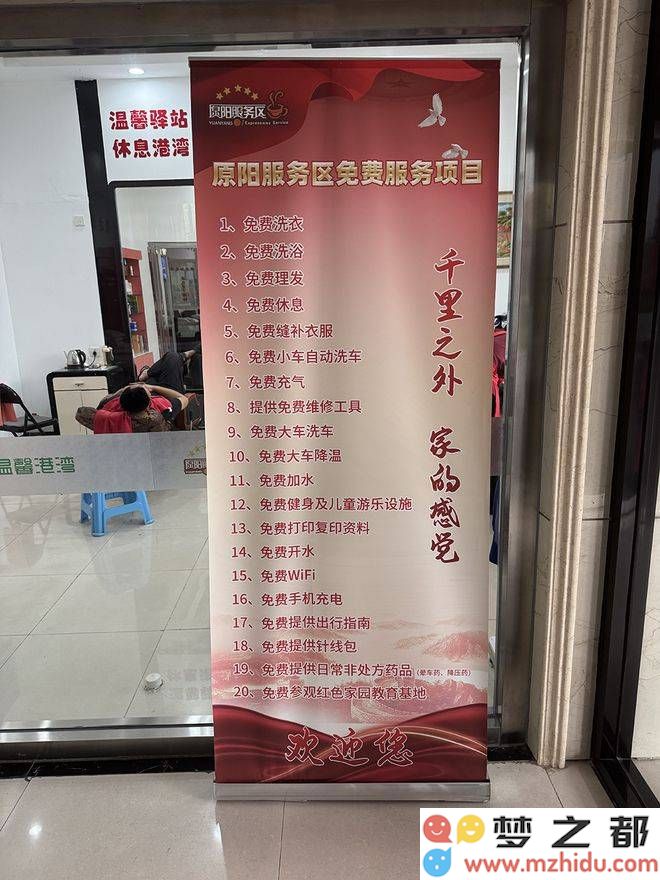 温馨驿站
休息港湾
原阳服务区
YUANYANG
Expressway Service
原阳服务区免费服务项目
1、免费洗衣
2、免费洗浴
3、免费理发
4、免费休息
5、免费缝补衣服
6、免费小车自动洗车
7、免费充气
8、提供免费维修工具
9、免费大车洗车
10、免费大车降温
11、免费加水
12、免费健身及儿童游乐设施
13、免费打印复印资料
14、免费开水
15、免费WiFi
16、免费手机充电
17、免费提供出行指南
18、免费提供针线包
19、免费提供日常非处方药品（晕车药、降压药）
20、免费参观红色家园教育基地
千里之外 家的感觉
欢迎您
温馨港湾
梦之都
www.mzhidu.com